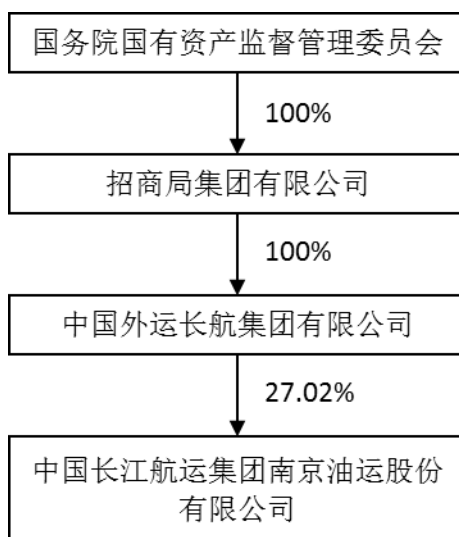 国务院国有资产监督管理委员会
100%
招商局集团有限公司
100%
中国外运长航集团有限公司
27.02%
中国长江航运集团南京油运股份
有限公司